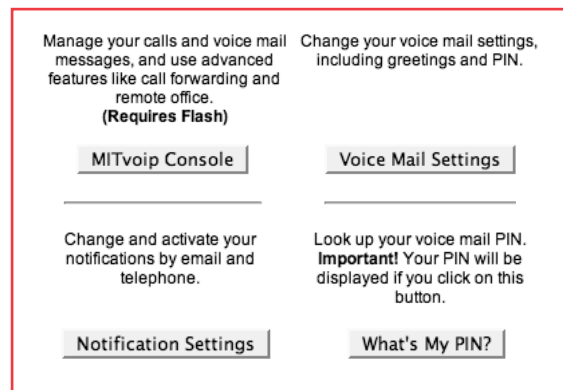 Manage your calls and voice mail
messages, and use advanced
features like call forwarding and
remote office.
(Requires Flash)
MITvoip Console
Change your voice mail settings,
including greetings and PIN.
Voice Mail Settings
Change and activate your
notifications by email and
telephone.
Notification Settings
Look up your voice mail PIN.
Important! Your PIN will be
displayed if you click on this
button.
What's My PIN?